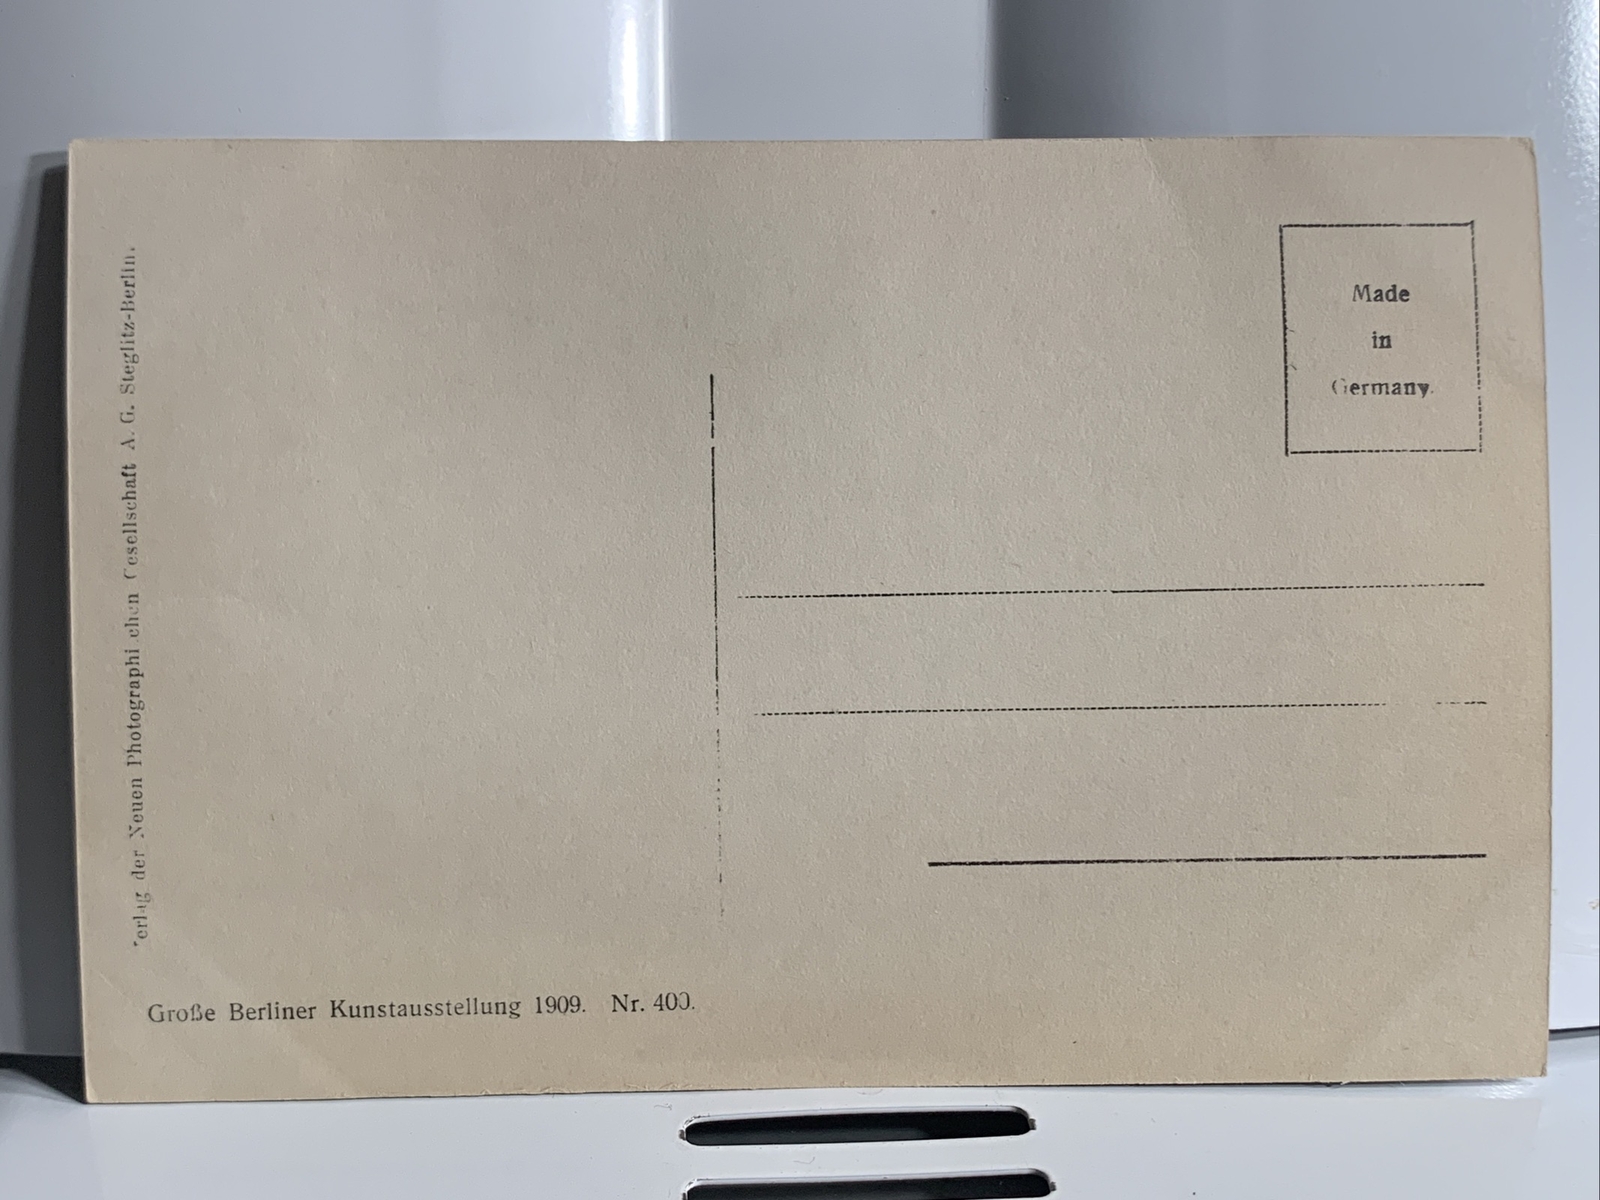 Made
in
Germany.
Verlag der Neuen Photographischen Gesellschaft A. G. Steglitz-Berlin.
Große Berliner Kunstausstellung 1909. Nr. 400.